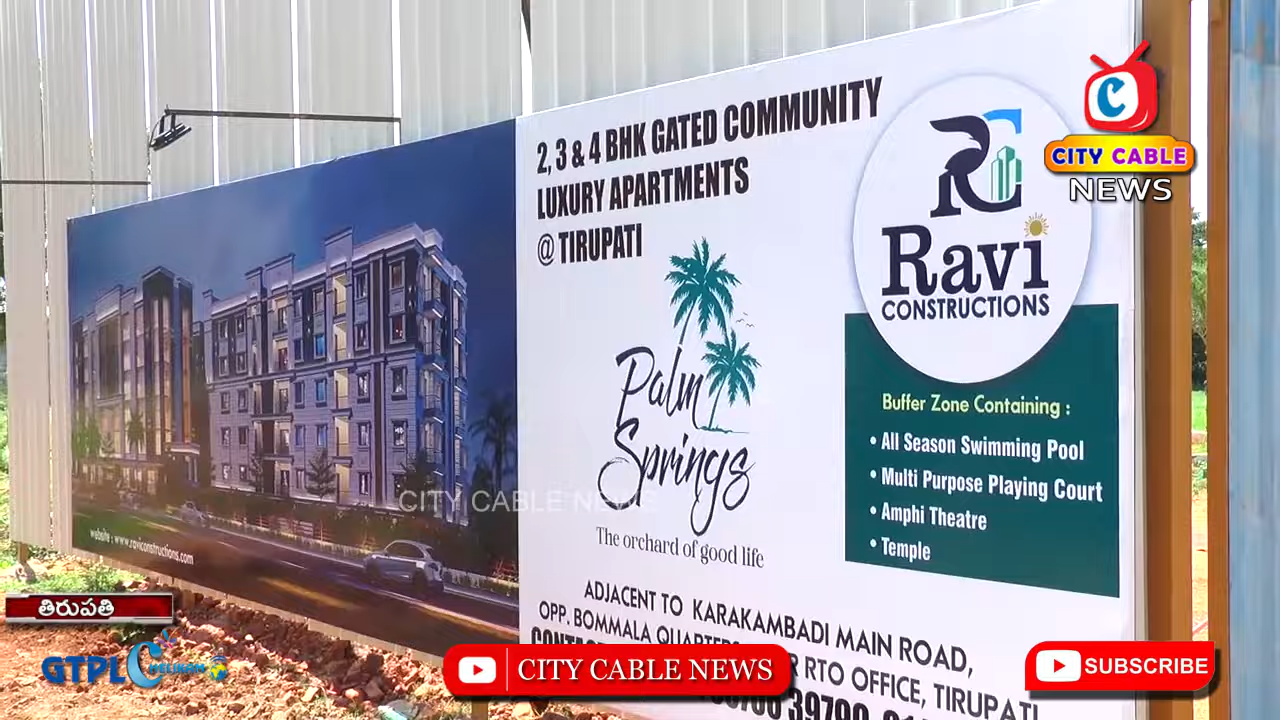 2, 3 & 4 BHK GATED COMMUNITY
LUXURY APARTMENTS
@ TIRUPATI
Palm
Springs
The orchard of good life
RC
Ravi
CONSTRUCTIONS
Buffer Zone Containing :
• All Season Swimming Pool
• Multi Purpose Playing Court
• Amphi Theatre
• Temple
ADJACENT TO KARAKAMBADI MAIN ROAD,
OPP. BOMMALA QUARTERS, RTO OFFICE, TIRUPATI
website : www.raviconstructions.com
C
CITY CABLE
NEWS
CITY CABLE NEWS
తిరుపతి
GTPL
CITY CABLE NEWS
SUBSCRIBE